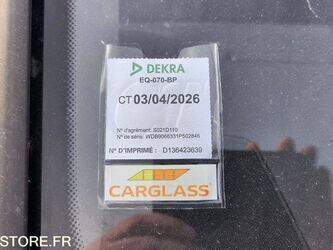 DEKRA
EQ-070-BP
CT 03/04/2026
N° d'agrément : S021D110
N° de série: WDB9066331P502846
N° D'IMPRIMÉ : D136423639
CARGLASS®
STORE.FR